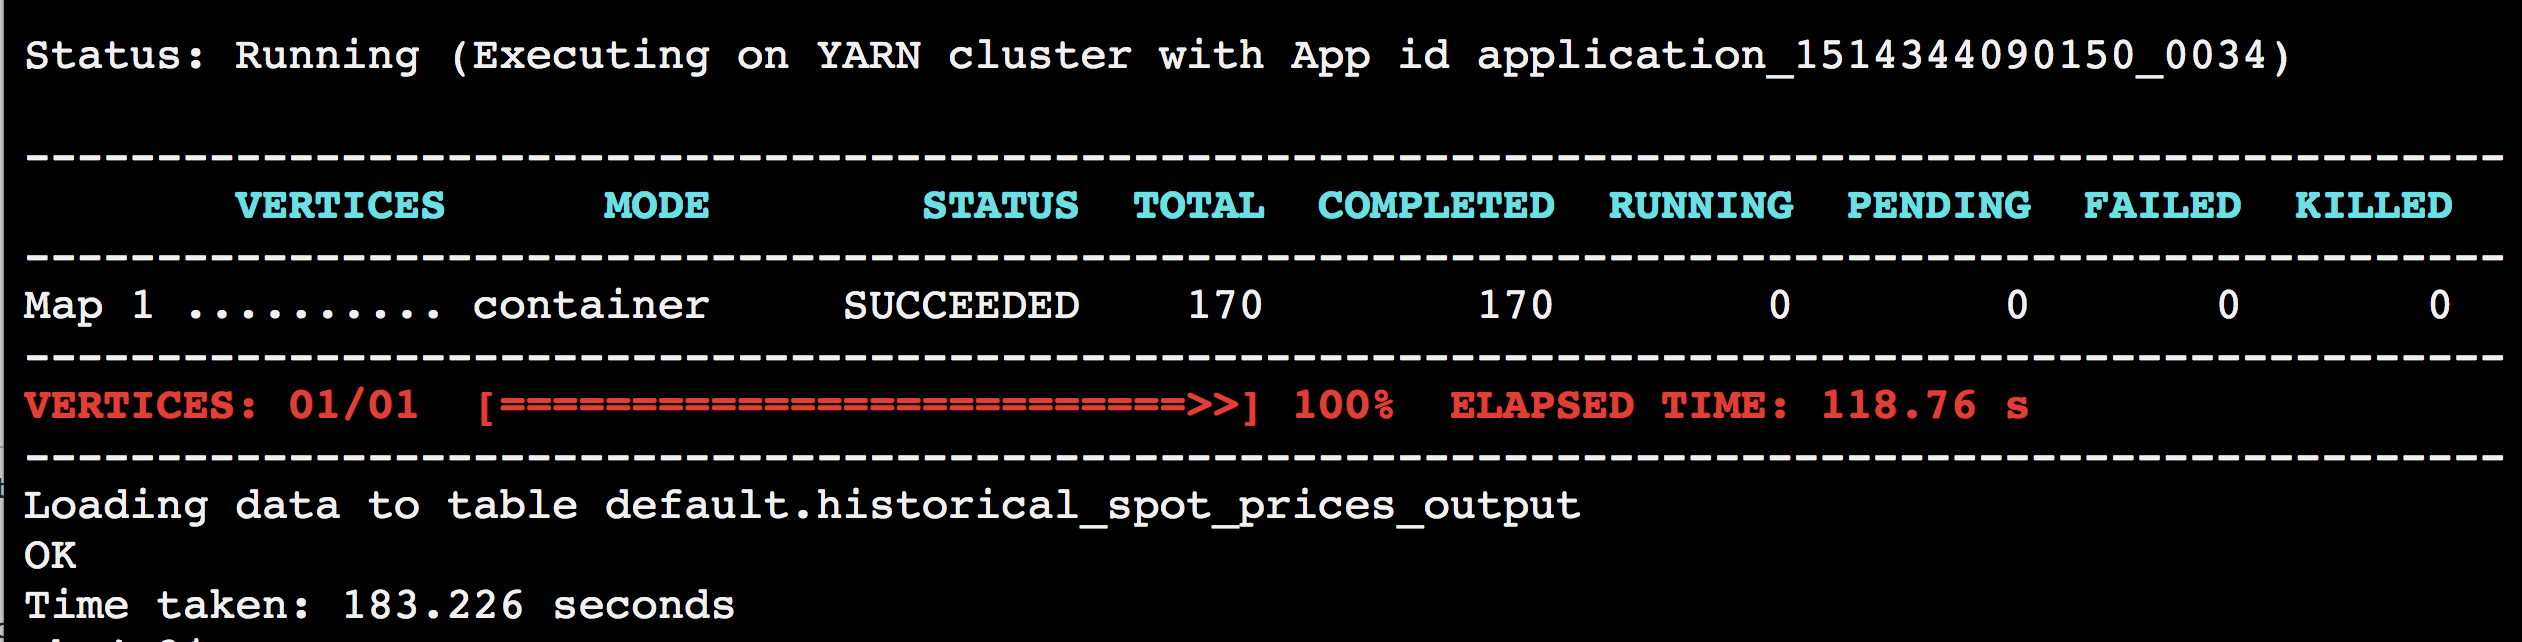 Status: Running (Executing on YARN cluster with App id application_1514344090150_0034)
----------------------------------------------------------------------------------------------
VERTICES MODE STATUS TOTAL COMPLETED RUNNING PENDING FAILED KILLED
----------------------------------------------------------------------------------------------
Map 1 .......... container SUCCEEDED 170 170 0 0 0 0
----------------------------------------------------------------------------------------------
VERTICES: 01/01 [==========================>>] 100% ELAPSED TIME: 118.76 s
----------------------------------------------------------------------------------------------
Loading data to table default.historical_spot_prices_output
OK
Time taken: 183.226 seconds